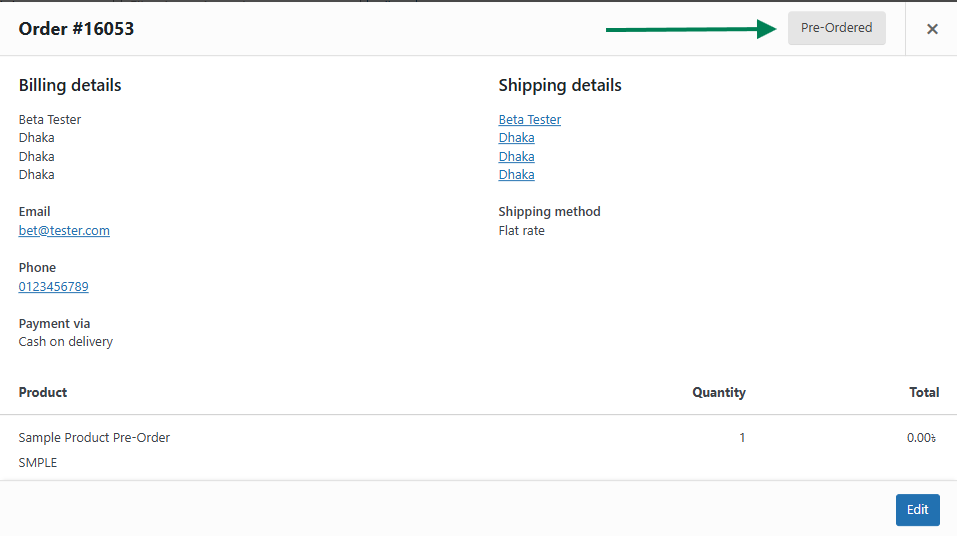 Order #16053
Pre-Ordered
Billing details
Beta Tester
Dhaka
Dhaka
Dhaka
Email
bet@tester.com
Phone
0123456789
Payment via
Cash on delivery
Shipping details
Beta Tester
Dhaka
Dhaka
Dhaka
Shipping method
Flat rate
Product Quantity Total
Sample Product Pre-Order 1 0.00৳
SMPLE
Edit